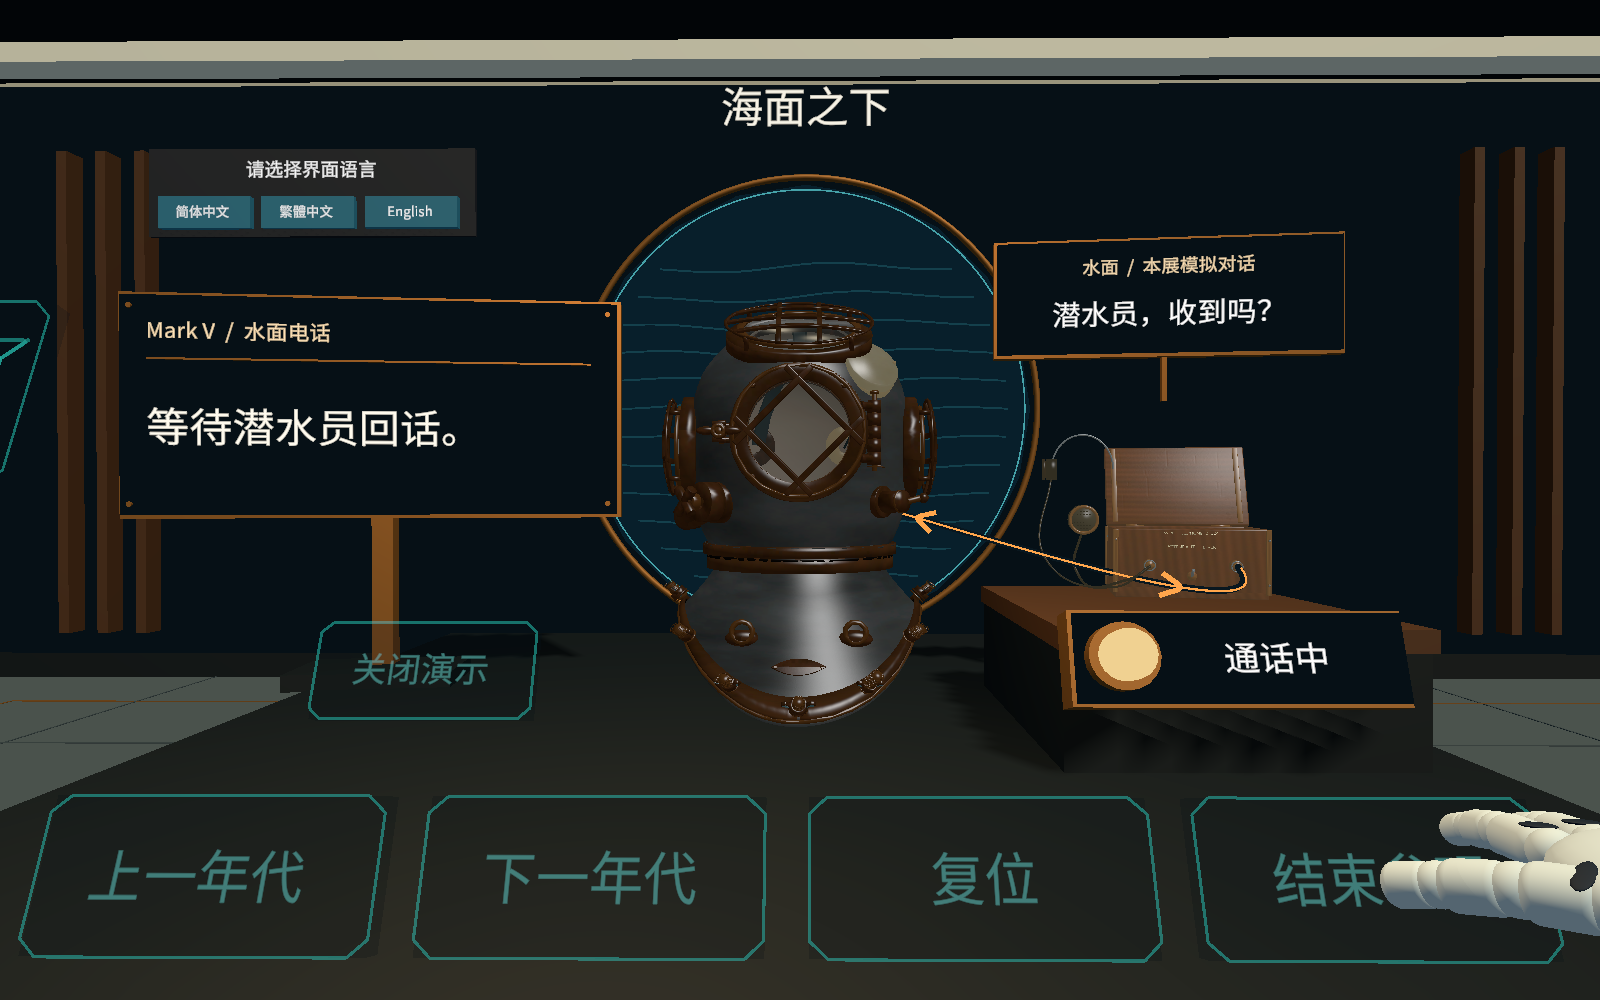 海面之下
请选择界面语言
简体中文
繁體中文
English
水面 / 本展模拟对话
潜水员，收到吗？
Mark V / 水面电话
等待潜水员回话。
关闭演示
通话中
上一年代
下一年代
复位
结束